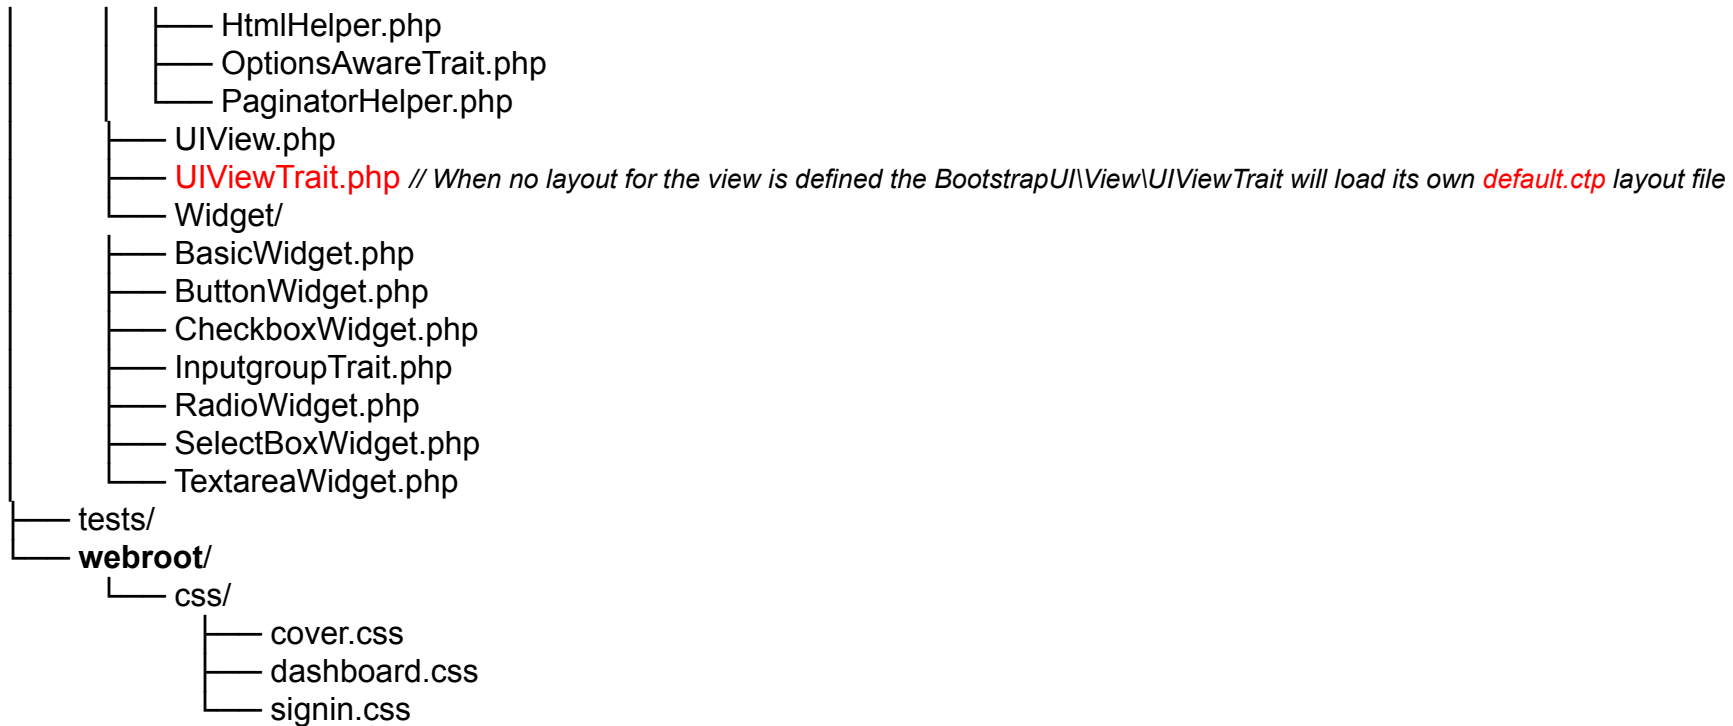 HtmlHelper.php
OptionsAwareTrait.php
PaginatorHelper.php
UIView.php
UIViewTrait.php // When no layout for the view is defined the BootstrapUI\View\UIViewTrait will load its own default.ctp layout file
Widget/
BasicWidget.php
ButtonWidget.php
CheckboxWidget.php
InputgroupTrait.php
RadioWidget.php
SelectBoxWidget.php
TextareaWidget.php
tests/
webroot/
css/
cover.css
dashboard.css
signin.css